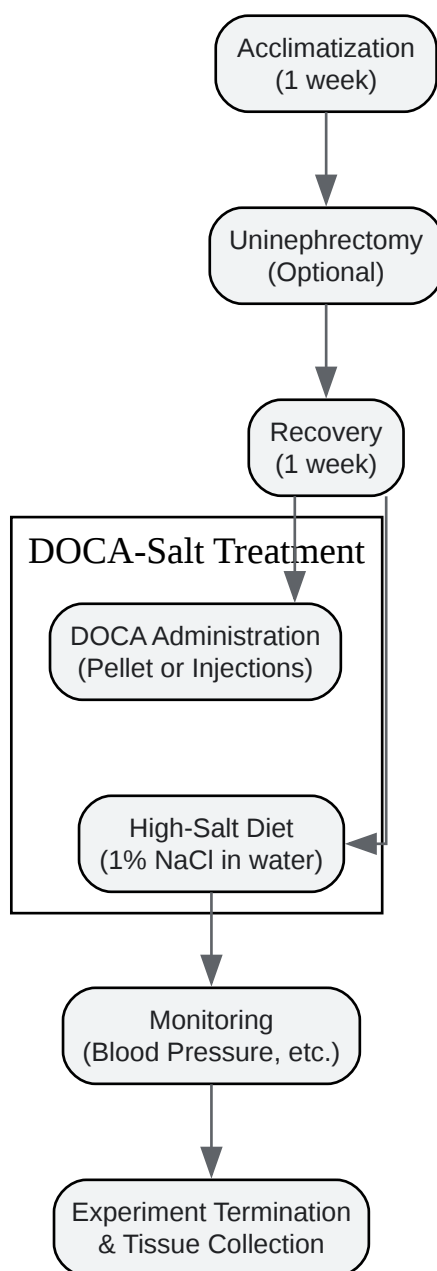 Acclimatization
(1 week)
Uninephrectomy
(Optional)
Recovery
(1 week)
DOCA-Salt Treatment
DOCA Administration
(Pellet or Injections)
High-Salt Diet
(1% NaCl in water)
Monitoring
(Blood Pressure, etc.)
Experiment Termination
& Tissue Collection